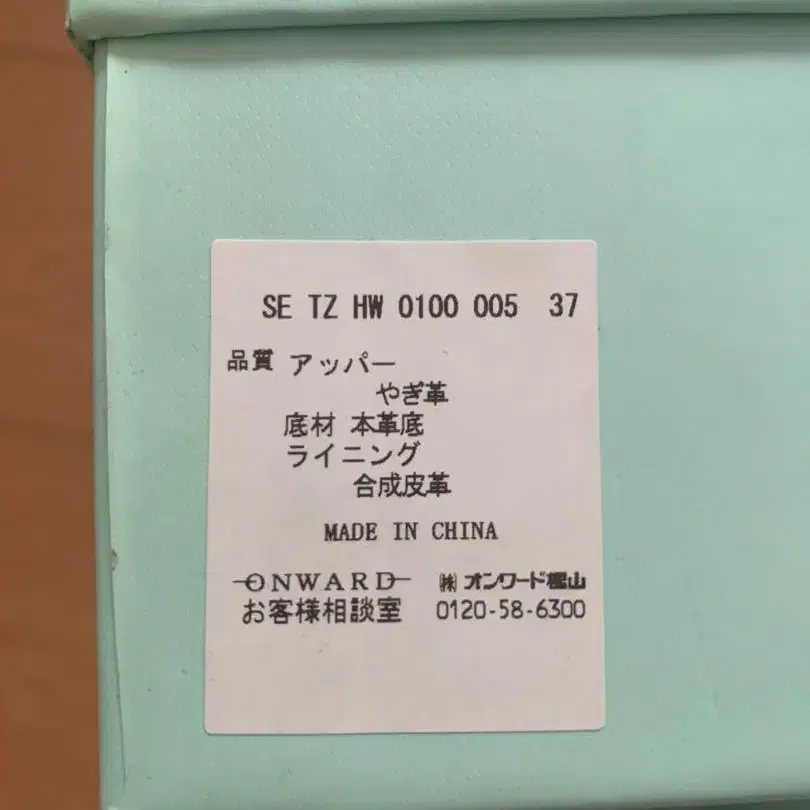 SE TZ HW 0100 005 37
品質 アッパー
やぎ革
底材 本革底
ライニング
合成皮革
MADE IN CHINA
ONWARD ㈱オンワード樫山
お客様相談室 0120-58-6300